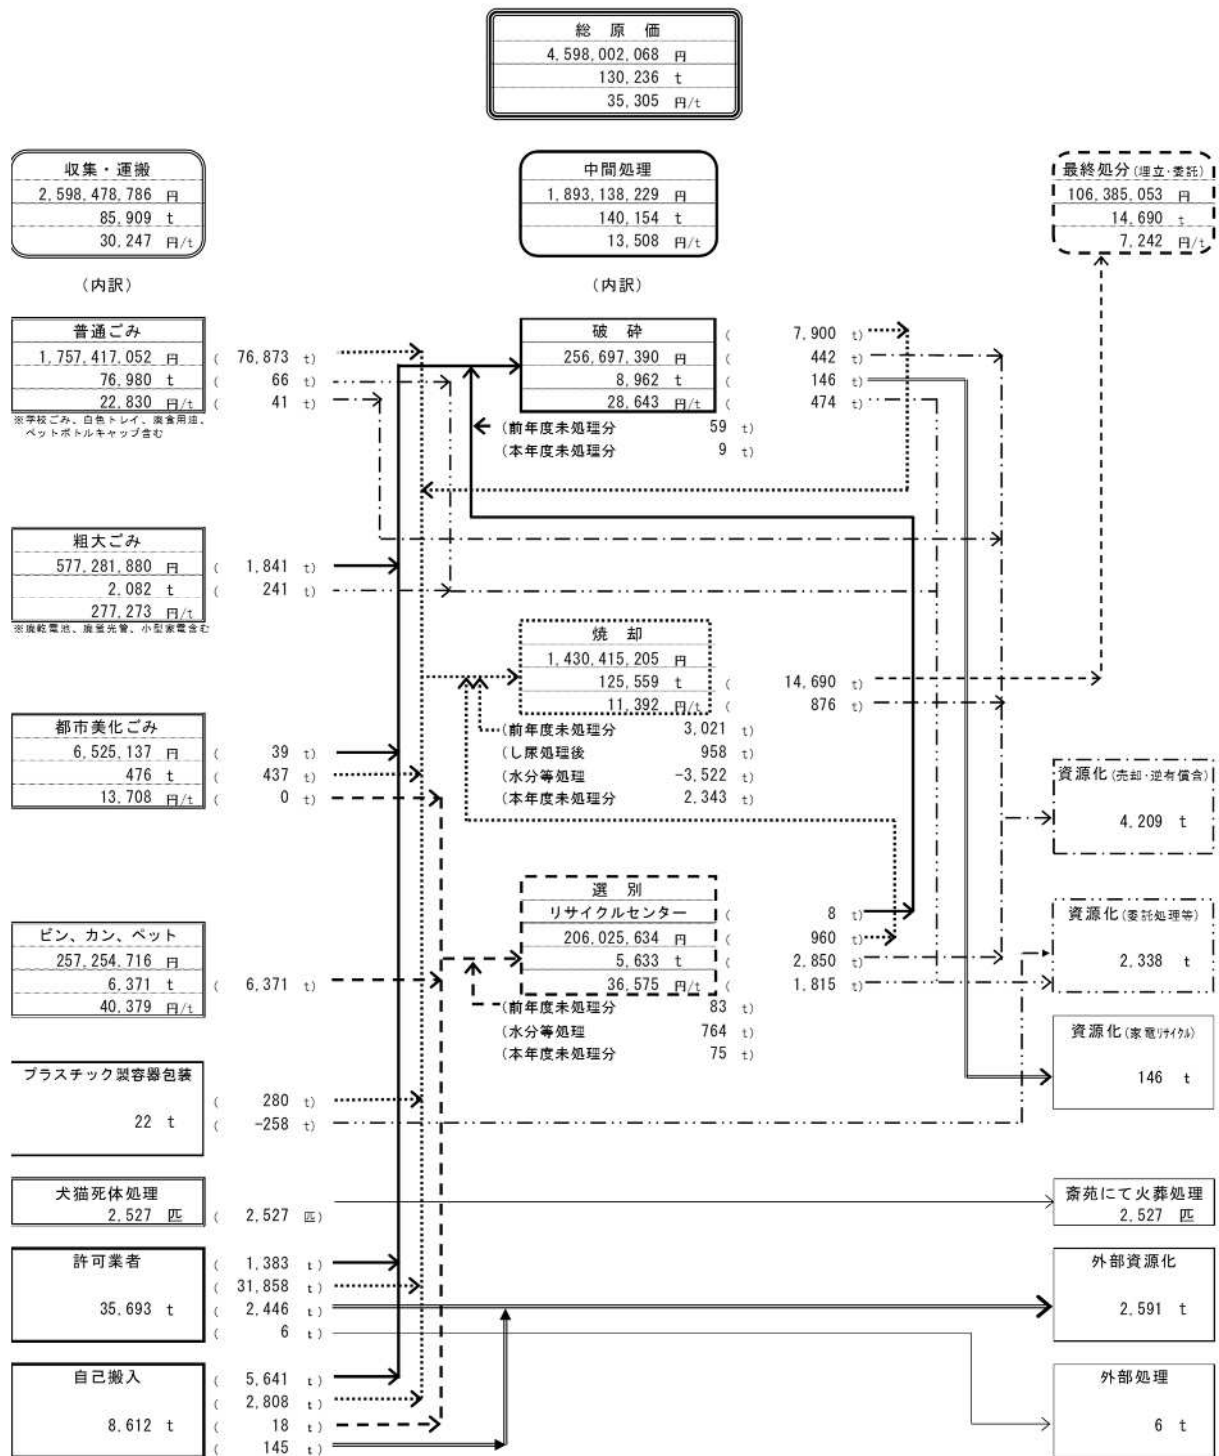 総原価
4,598,002,068 円
130,236 t
35,305 円/t
収集・運搬
2,598,478,786 円
85,909 t
30,247 円/t
(内訳)
中間処理
1,893,138,229 円
140,154 t
13,508 円/t
(内訳)
最終処分(埋立・委託)
106,385,053 円
14,690 t
7,242 円/t
普通ごみ
1,757,417,052 円 ( 76,873 t)
76,980 t ( 66 t)
22,830 円/t ( 41 t)
※学校ごみ、白色トレイ、廃食用油、
ペットボトルキャップ含む
破砕 ( 7,900 t)
256,697,390 円 ( 442 t)
8,962 t ( 146 t)
28,643 円/t ( 474 t)
(前年度未処理分 59 t)
(本年度未処理分 9 t)
粗大ごみ
577,281,880 円 ( 1,841 t)
2,082 t ( 241 t)
277,273 円/t
※廃乾電池、廃蛍光管、小型家電含む
焼却
1,430,415,205 円
125,559 t ( 14,690 t)
11,392 円/t ( 876 t)
(前年度未処理分 3,021 t)
(し尿処理後 958 t)
(水分等処理 -3,522 t)
(本年度未処理分 2,343 t)
都市美化ごみ
6,525,137 円 ( 39 t)
476 t ( 437 t)
13,708 円/t ( 0 t)
資源化(売却・逆有償含)
4,209 t
選別
リサイクルセンター ( 8 t)
206,025,634 円 ( 960 t)
5,633 t ( 2,850 t)
36,575 円/t ( 1,815 t)
(前年度未処理分 83 t)
(水分等処理 764 t)
(本年度未処理分 75 t)
資源化(委託処理等)
2,338 t
ビン、カン、ペット
257,254,716 円
6,371 t ( 6,371 t)
40,379 円/t
資源化(家電リサイクル)
146 t
プラスチック製容器包装
( 280 t)
22 t ( -258 t)
犬猫死体処理
2,527 匹 ( 2,527 匹)
斎苑にて火葬処理
2,527 匹
許可業者 ( 1,383 t)
( 31,858 t)
35,693 t ( 2,446 t)
( 6 t)
外部資源化
2,591 t
自己搬入 ( 5,641 t)
( 2,808 t)
8,612 t ( 18 t)
( 145 t)
外部処理
6 t